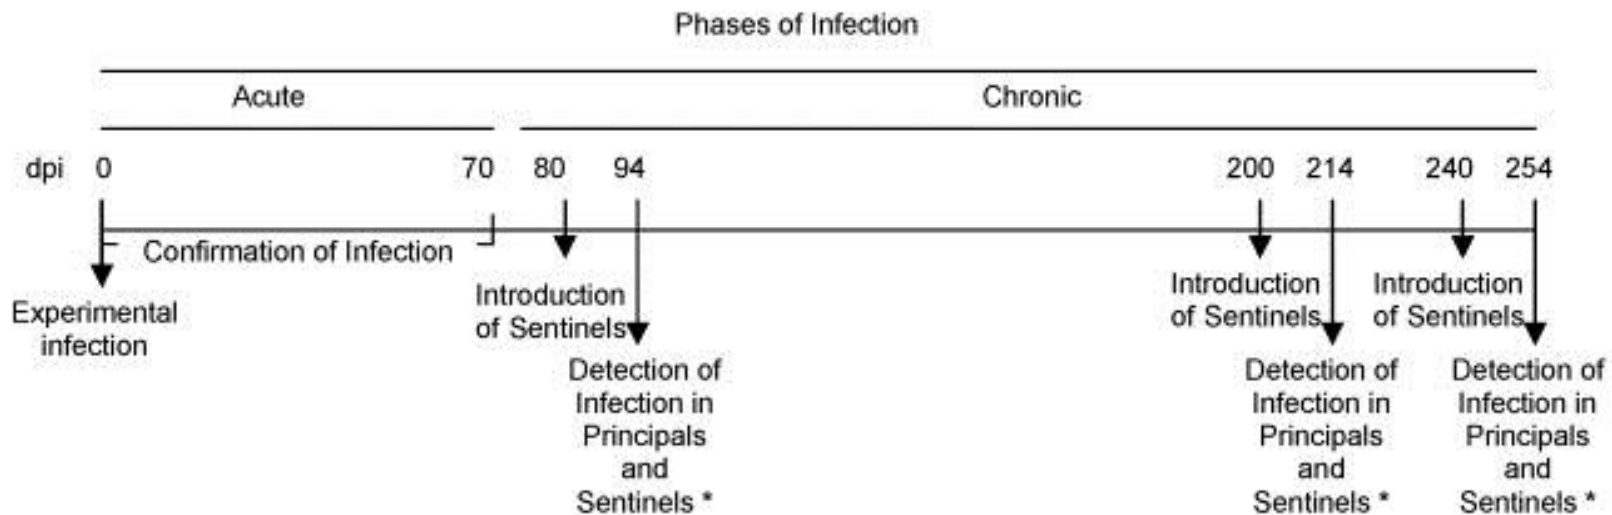 Phases of Infection
Acute Chronic
dpi 0 70 80 94 200 214 240 254
Confirmation of Infection
Experimental
infection
Introduction
of Sentinels
Detection of
Infection in
Principals
and
Sentinels *
Introduction
of Sentinels
Detection of
Infection in
Principals
and
Sentinels *
Introduction
of Sentinels
Detection of
Infection in
Principals
and
Sentinels *